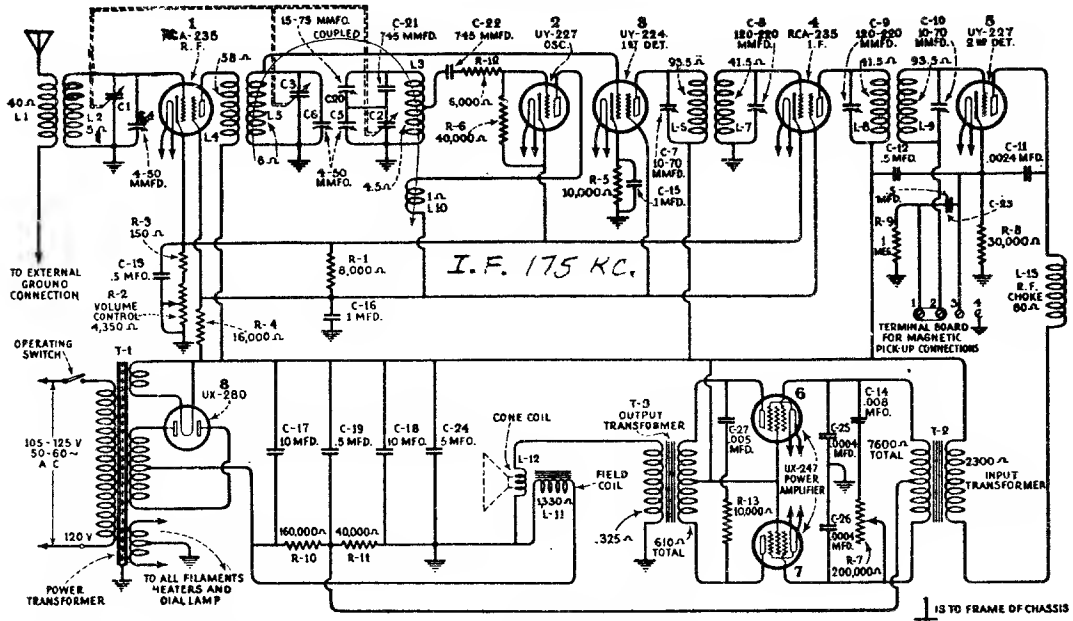 1
RCA-235
R.F.
15-75
MMFD.
COUPLED
C-21
745 MMFD.
C-22
745 MMFD.
2
UY-227
OSC.
3
UY-224
1ST DET.
C-8
120-220
MMFD.
4
RCA-235
I.F.
C-9
120-220
MMFD.
C-10
10-70
MMFD.
5
UY-227
2ND DET.
40Ω
L1
L2
5Ω
C1
C4
4-50
MMFD.
38Ω
L4
L5
6Ω
C3
C6
C20
C5
4-50
MMFD.
C2
4.5Ω
L3
1Ω
L10
R-12
6,000Ω
R-6
40,000Ω
93.5Ω
L-6
C-7
10-70
MMFD.
41.5Ω
L-7
41.5Ω
L-8
93.5Ω
L-9
R-5
10,000Ω
C-15
.1 MFD.
C-12
.5 MFD.
C-11
.0024 MFD.
.5
MFD.
C-23
R-9
1
MEG.
R-8
30,000Ω
L-13
R.F.
CHOKE
60Ω
R-3
150Ω
C-13
.5 MFD.
R-2
VOLUME
CONTROL
4,350Ω
TO EXTERNAL
GROUND
CONNECTION
R-1
8,000Ω
C-16
1 MFD.
I.F. 175 KC.
R-4
16,000Ω
1 2 3 4
TERMINAL BOARD
FOR MAGNETIC
PICK-UP CONNECTIONS
OPERATING
SWITCH
T-1
8
UX-280
105-125 V
50-60~
A C
120 V
POWER
TRANSFORMER
TO ALL FILAMENTS
HEATERS AND
DIAL LAMP
C-17
10 MFD.
C-19
.5 MFD.
C-18
10 MFD.
C-24
.5 MFD.
160,000Ω
R-10
40,000Ω
R-11
CONE COIL
L-12
FIELD
COIL
1330Ω
L-11
T-3
OUTPUT
TRANSFORMER
.325Ω
610Ω
TOTAL
C-27
.005
MFD.
R-13
10,000Ω
6
UX-247
POWER
AMPLIFIER
7
C-14
.008
MFD.
C-25
.0004
MFD.
C-26
.0004
MFD.
R-7
200,000Ω
7600Ω
TOTAL
T-2
2300Ω
INPUT
TRANSFORMER
IS TO FRAME OF CHASSIS